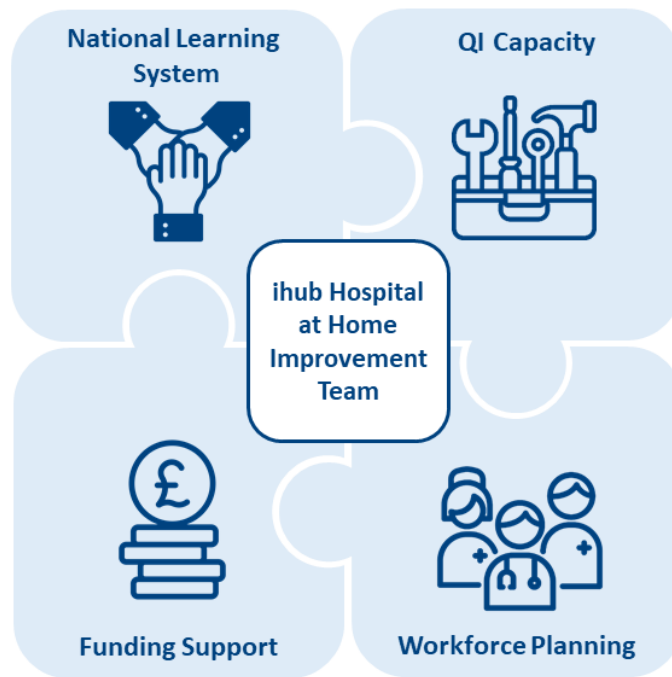 National Learning
System
QI Capacity
ihub Hospital
at Home
Improvement
Team
£
Funding Support
Workforce Planning